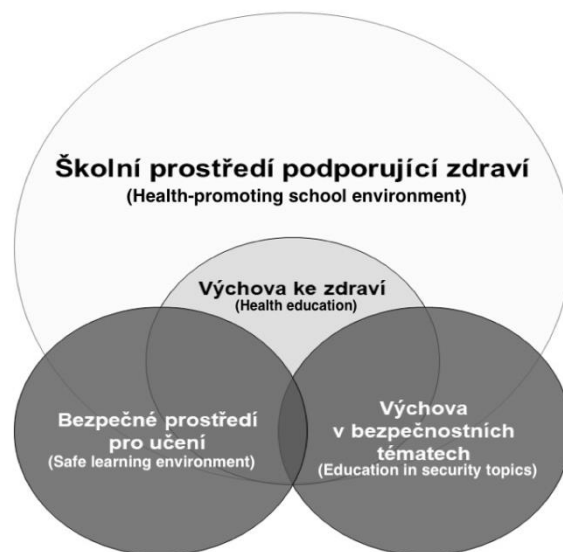 Školní prostředí podporující zdraví
(Health-promoting school environment)
Výchova ke zdraví
(Health education)
Bezpečné prostředí
pro učení
(Safe learning environment)
Výchova
v bezpečnostních
tématech
(Education in security topics)